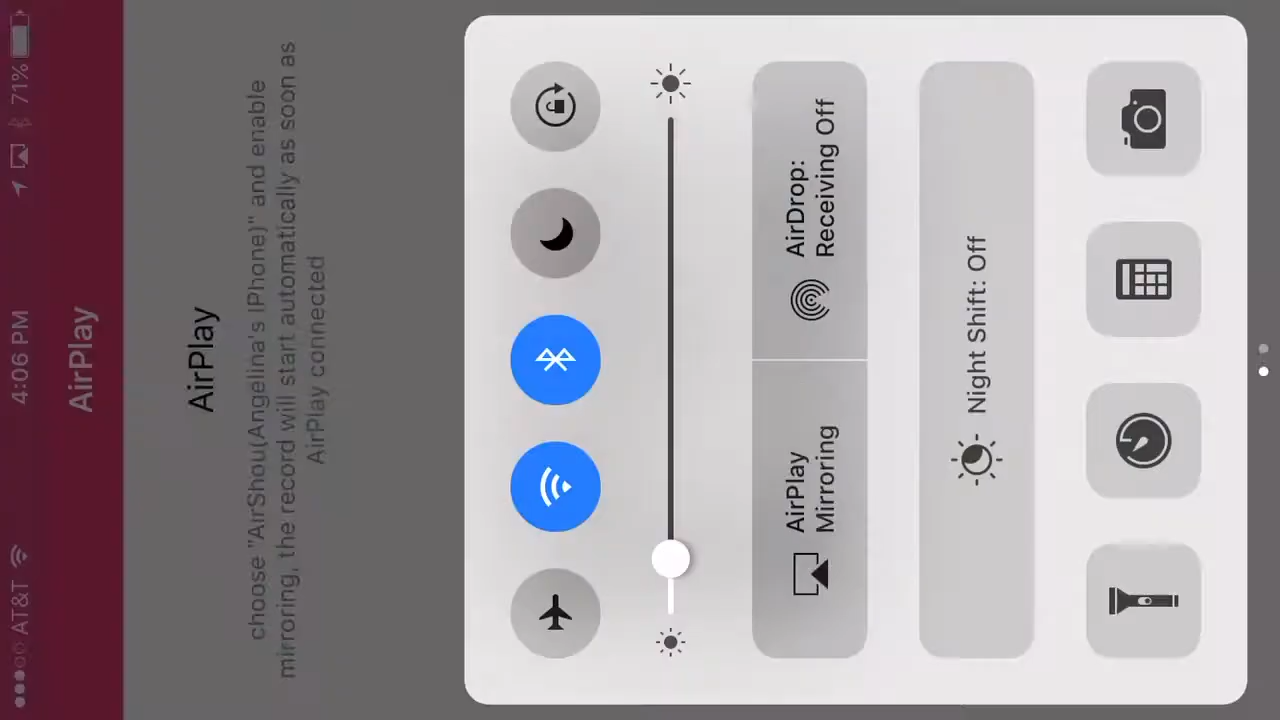 ●●●○○ AT&T 4:06 PM 71%
AirPlay
AirPlay
choose "AirShou(Angelina's iPhone)" and enable
mirroring, the record will start automatically as soon as
AirPlay connected
AirPlay
Mirroring
AirDrop:
Receiving Off
Night Shift: Off